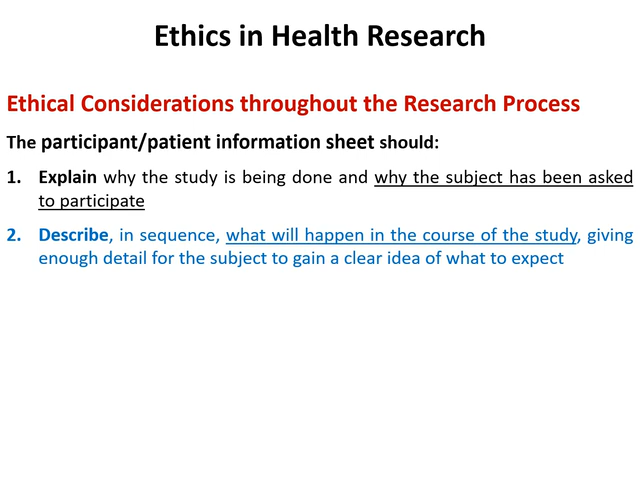 Ethics in Health Research
Ethical Considerations throughout the Research Process
The participant/patient information sheet should:
1. Explain why the study is being done and why the subject has been asked
to participate
2. Describe, in sequence, what will happen in the course of the study, giving
enough detail for the subject to gain a clear idea of what to expect